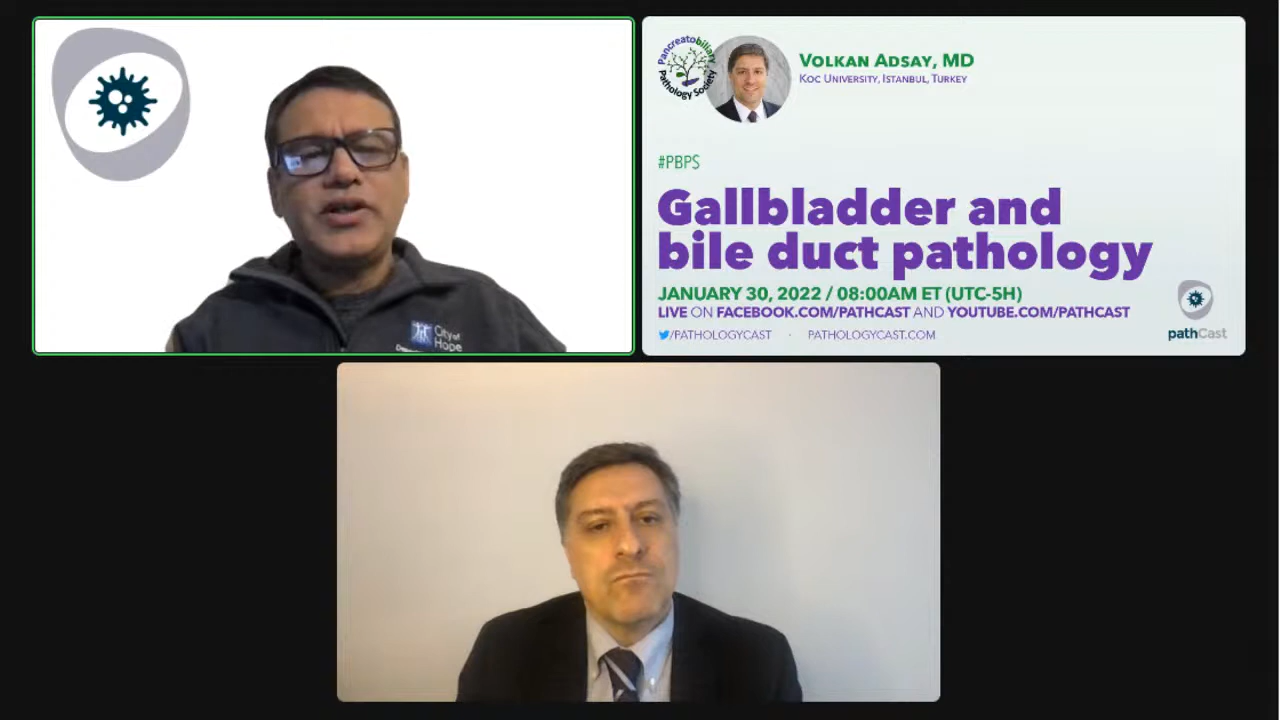 City of
Hope
Pancreatobiliary
Pathology Society
VOLKAN ADSAY, MD
KOC UNIVERSITY, ISTANBUL, TURKEY
#PBPS
Gallbladder and
bile duct pathology
JANUARY 30, 2022 / 08:00AM ET (UTC-5H)
LIVE ON FACEBOOK.COM/PATHCAST AND YOUTUBE.COM/PATHCAST
/PATHOLOGYCAST · PATHOLOGYCAST.COM
pathCast